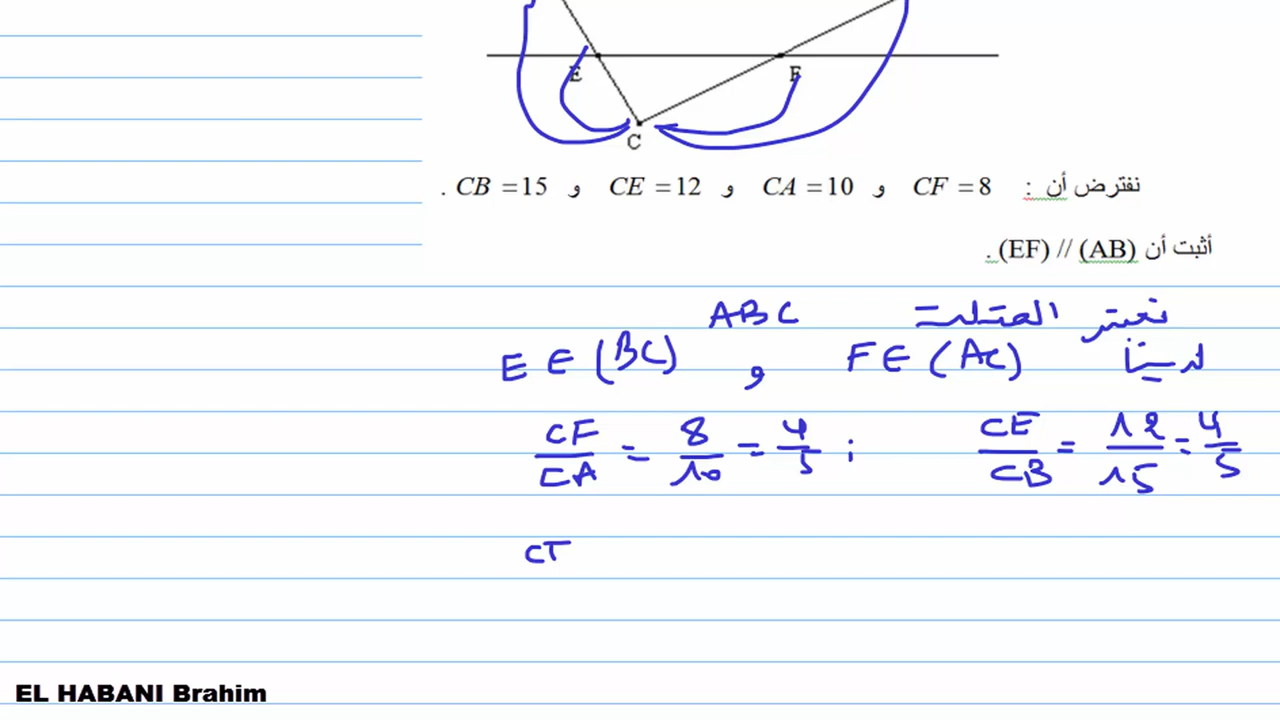 E F
C
نفترض أن : CF = 8 و CA = 10 و CE = 12 و CB = 15 .
أثبت أن (AB) // (EF) .
نعتبر المثلث ABC
لدينا F ∈ (AC) و E ∈ (BC)
CE/CB = 12/15 = 4/5 ; CF/CA = 8/10 = 4/5
EL HABANI Brahim